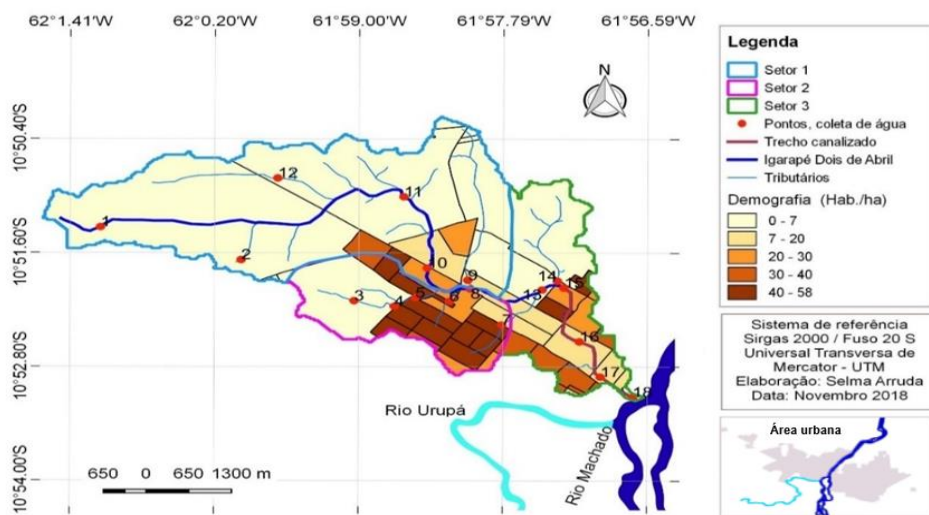 62°1.41"W 62°0.20"W 61°59.00"W 61°57.79"W 61°56.59"W
10°50.40"S
10°51.60"S
10°52.80"S
10°54.00"S
N
12
11
1
2
10
9
3
4
5
6
8
7
13
14
15
16
17
18
Rio Urupá
Rio Machado
650 0 650 1300 m
Legenda
Setor 1
Setor 2
Setor 3
Pontos, coleta de água
Trecho canalizado
Igarapé Dois de Abril
Tributários
Demografia (Hab./ha)
0 - 7
7 - 20
20 - 30
30 - 40
40 - 58
Sistema de referência
Sirgas 2000 / Fuso 20 S
Universal Transversa de
Mercator - UTM
Elaboração: Selma Arruda
Data: Novembro 2018
Área urbana